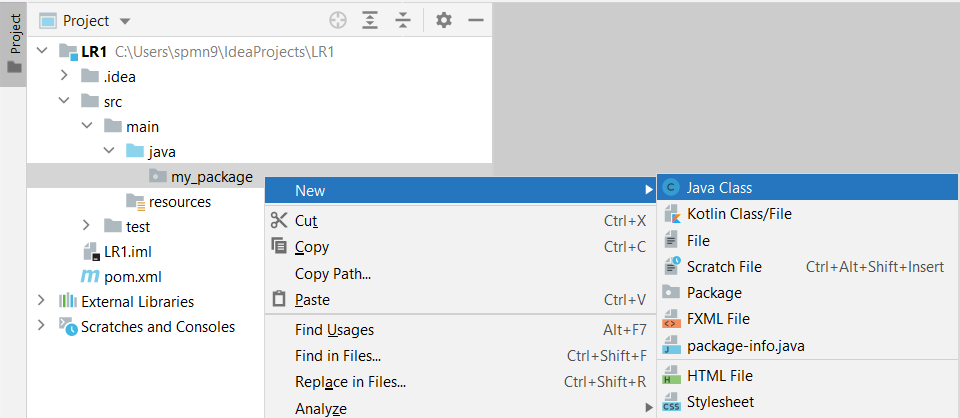 Project
Project
LR1 C:\Users\spmn9\IdeaProjects\LR1
.idea
src
main
java
my_package
resources
test
LR1.iml
pom.xml
External Libraries
Scratches and Consoles
New
Cut Ctrl+X
Copy Ctrl+C
Copy Path...
Paste Ctrl+V
Find Usages Alt+F7
Find in Files... Ctrl+Shift+F
Replace in Files... Ctrl+Shift+R
Analyze
Java Class
Kotlin Class/File
File
Scratch File Ctrl+Alt+Shift+Insert
Package
FXML File
package-info.java
HTML File
Stylesheet